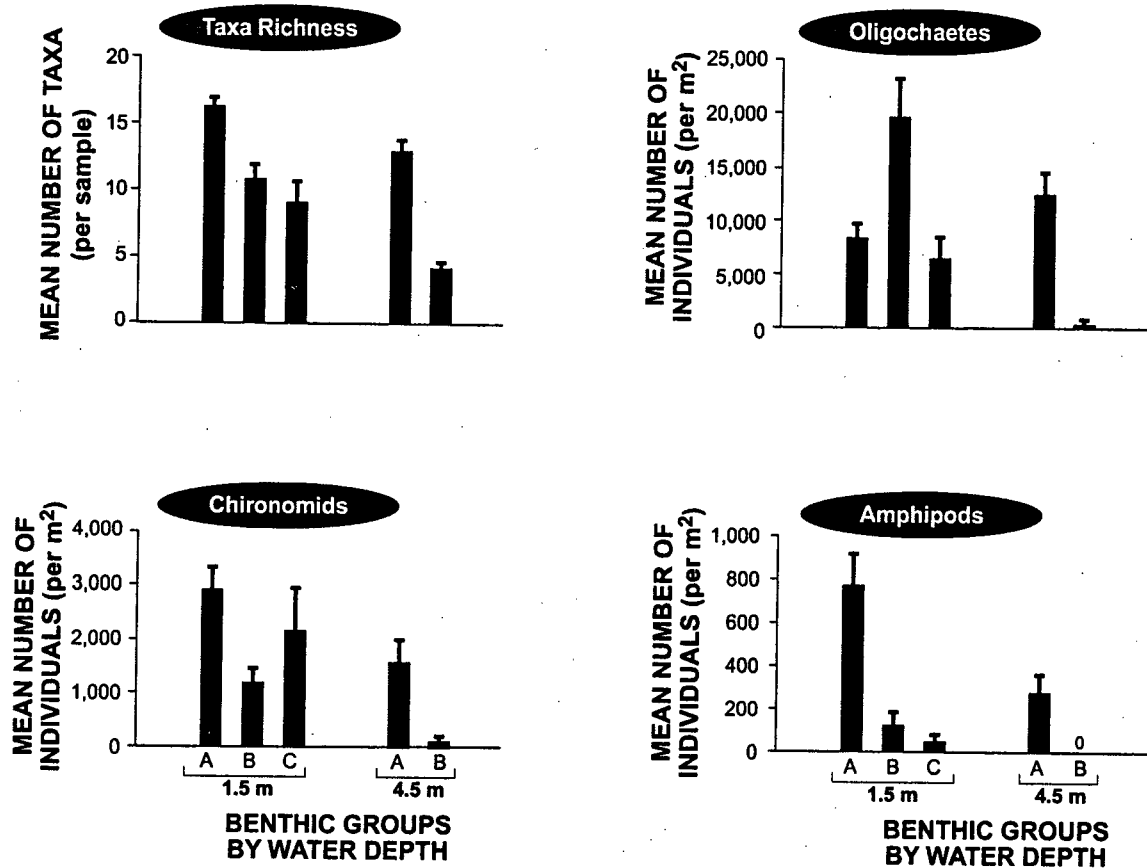 Taxa Richness
MEAN NUMBER OF TAXA
(per sample)
20
15
10
5
0
Oligochaetes
MEAN NUMBER OF
INDIVIDUALS (per m²)
25,000
20,000
15,000
10,000
5,000
0
Chironomids
MEAN NUMBER OF
INDIVIDUALS (per m²)
4,000
3,000
2,000
1,000
0
A B C A B
1.5 m 4.5 m
BENTHIC GROUPS
BY WATER DEPTH
Amphipods
MEAN NUMBER OF
INDIVIDUALS (per m²)
1,000
800
600
400
200
0
0
A B C A B
1.5 m 4.5 m
BENTHIC GROUPS
BY WATER DEPTH